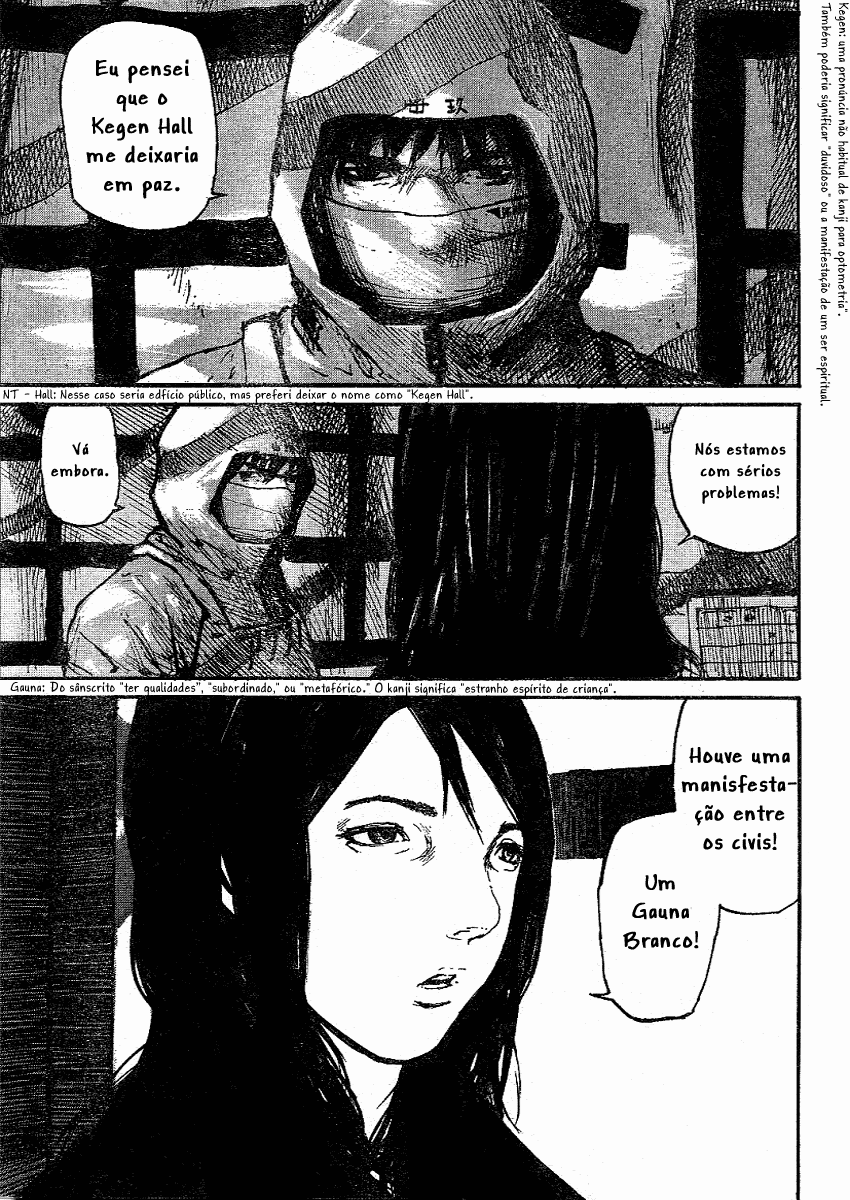 Kegen: uma pronúncia não habitual de kanji para optometria".
Também poderia significar "duvidoso" ou a manifestação de um ser espiritual.
Eu pensei
que o
Kegen Hall
me deixaria
em paz.
NT - Hall: Nesse caso seria edfício público, mas preferi deixar o nome como "Kegen Hall".
Nós estamos
com sérios
problemas!
Vá
embora.
Gauna: Do sânscrito "ter qualidades", "subordinado," ou "metafórico." O kanji significa "estranho espírito de criança".
Houve uma
manisfesta-
ção entre
os civis!
Um
Gauna
Branco!